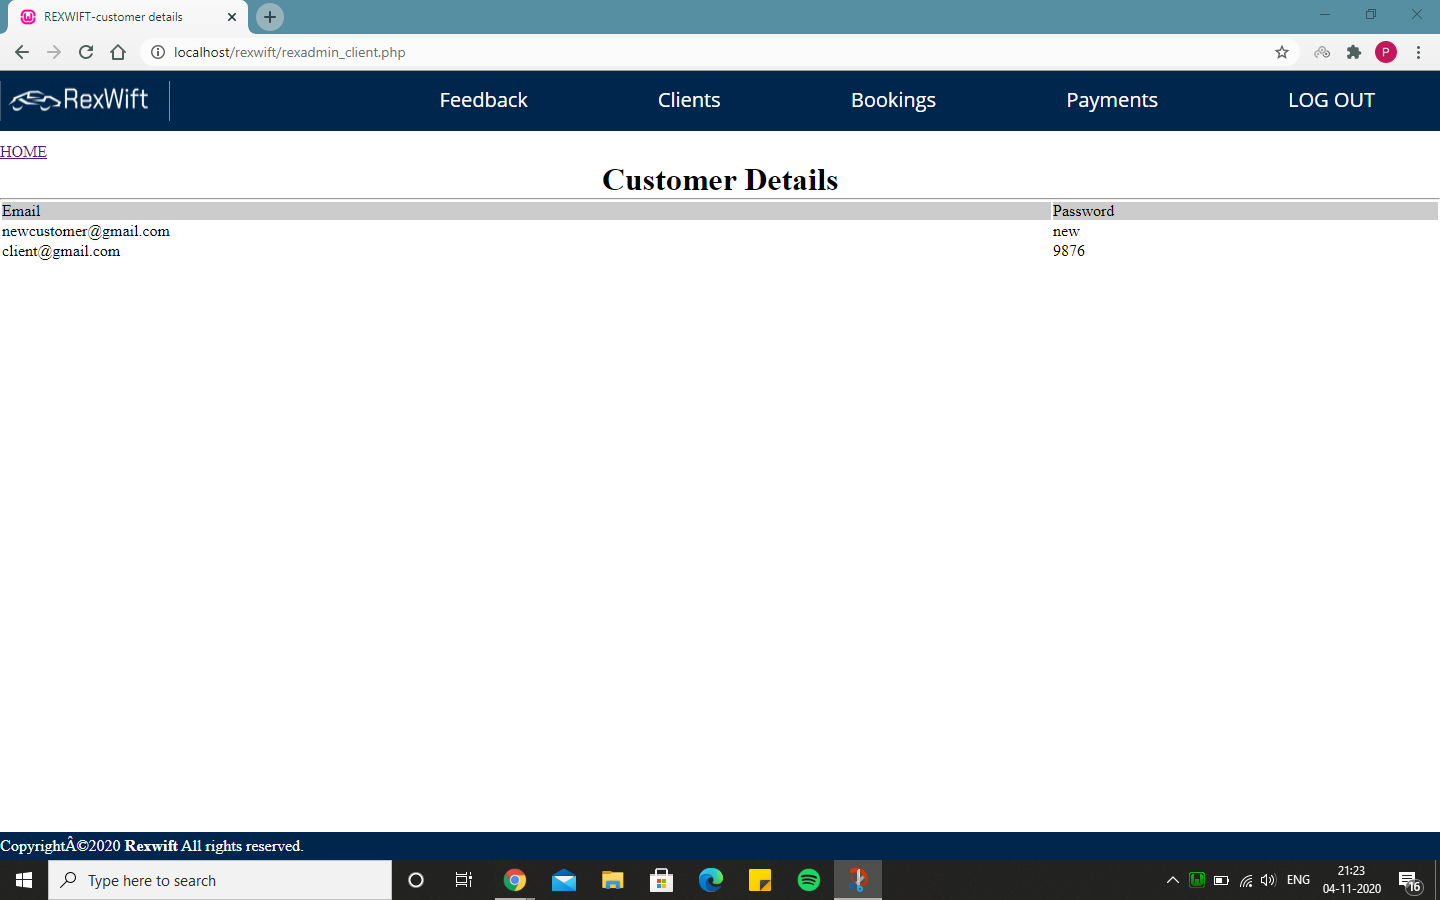 REXWIFT-customer details
localhost/rexwift/rexadmin_client.php
P
RexWift Feedback Clients Bookings Payments LOG OUT
HOME
Customer Details
Email Password
newcustomer@gmail.com new
client@gmail.com 9876
CopyrightÂ©2020 Rexwift All rights reserved.
Type here to search
ENG
21:23
04-11-2020
16